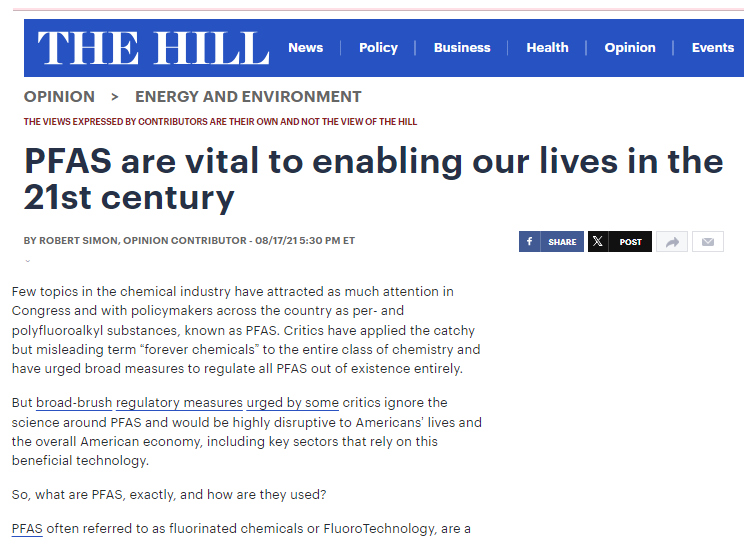 THE HILL News Policy Business Health Opinion Events
OPINION > ENERGY AND ENVIRONMENT
THE VIEWS EXPRESSED BY CONTRIBUTORS ARE THEIR OWN AND NOT THE VIEW OF THE HILL
PFAS are vital to enabling our lives in the
21st century
BY ROBERT SIMON, OPINION CONTRIBUTOR - 08/17/21 5:30 PM ET
f SHARE X POST
Few topics in the chemical industry have attracted as much attention in
Congress and with policymakers across the country as per- and
polyfluoroalkyl substances, known as PFAS. Critics have applied the catchy
but misleading term “forever chemicals” to the entire class of chemistry and
have urged broad measures to regulate all PFAS out of existence entirely.
But broad-brush regulatory measures urged by some critics ignore the
science around PFAS and would be highly disruptive to Americans’ lives and
the overall American economy, including key sectors that rely on this
beneficial technology.
So, what are PFAS, exactly, and how are they used?
PFAS often referred to as fluorinated chemicals or FluoroTechnology, are a